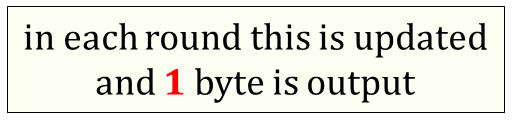 in each round this is updated
and 1 byte is output